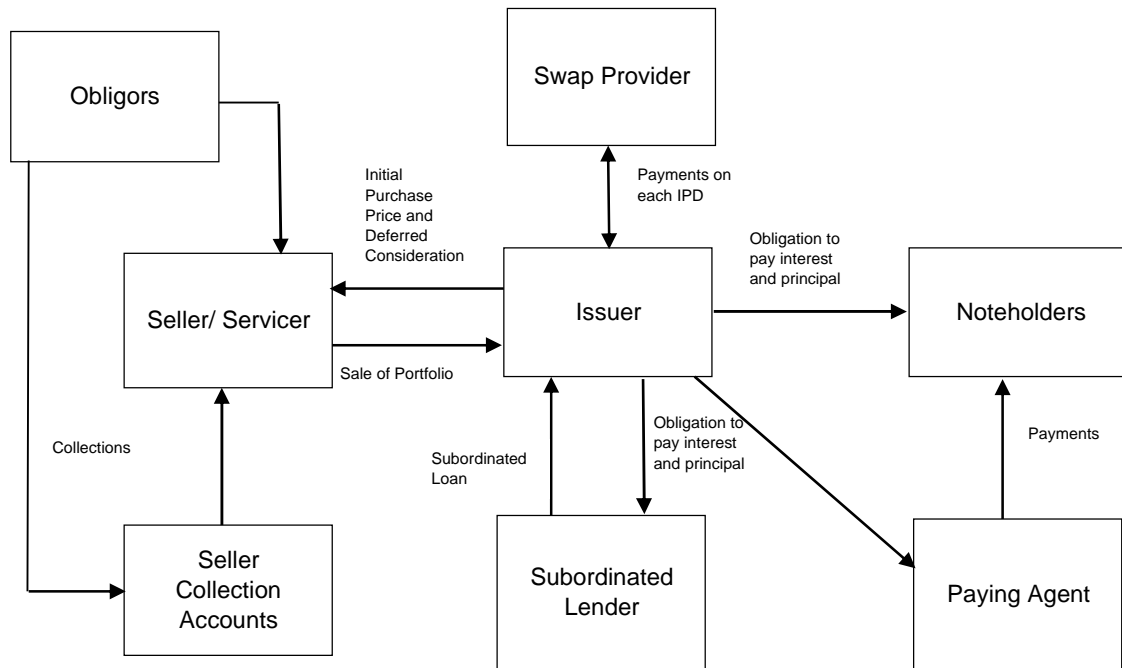 Obligors
Swap Provider
Initial
Purchase
Price and
Deferred
Consideration
Payments on
each IPD
Obligation to
pay interest
and principal
Seller/ Servicer
Issuer
Noteholders
Sale of Portfolio
Collections
Subordinated
Loan
Obligation to
pay interest
and principal
Payments
Seller
Collection
Accounts
Subordinated
Lender
Paying Agent